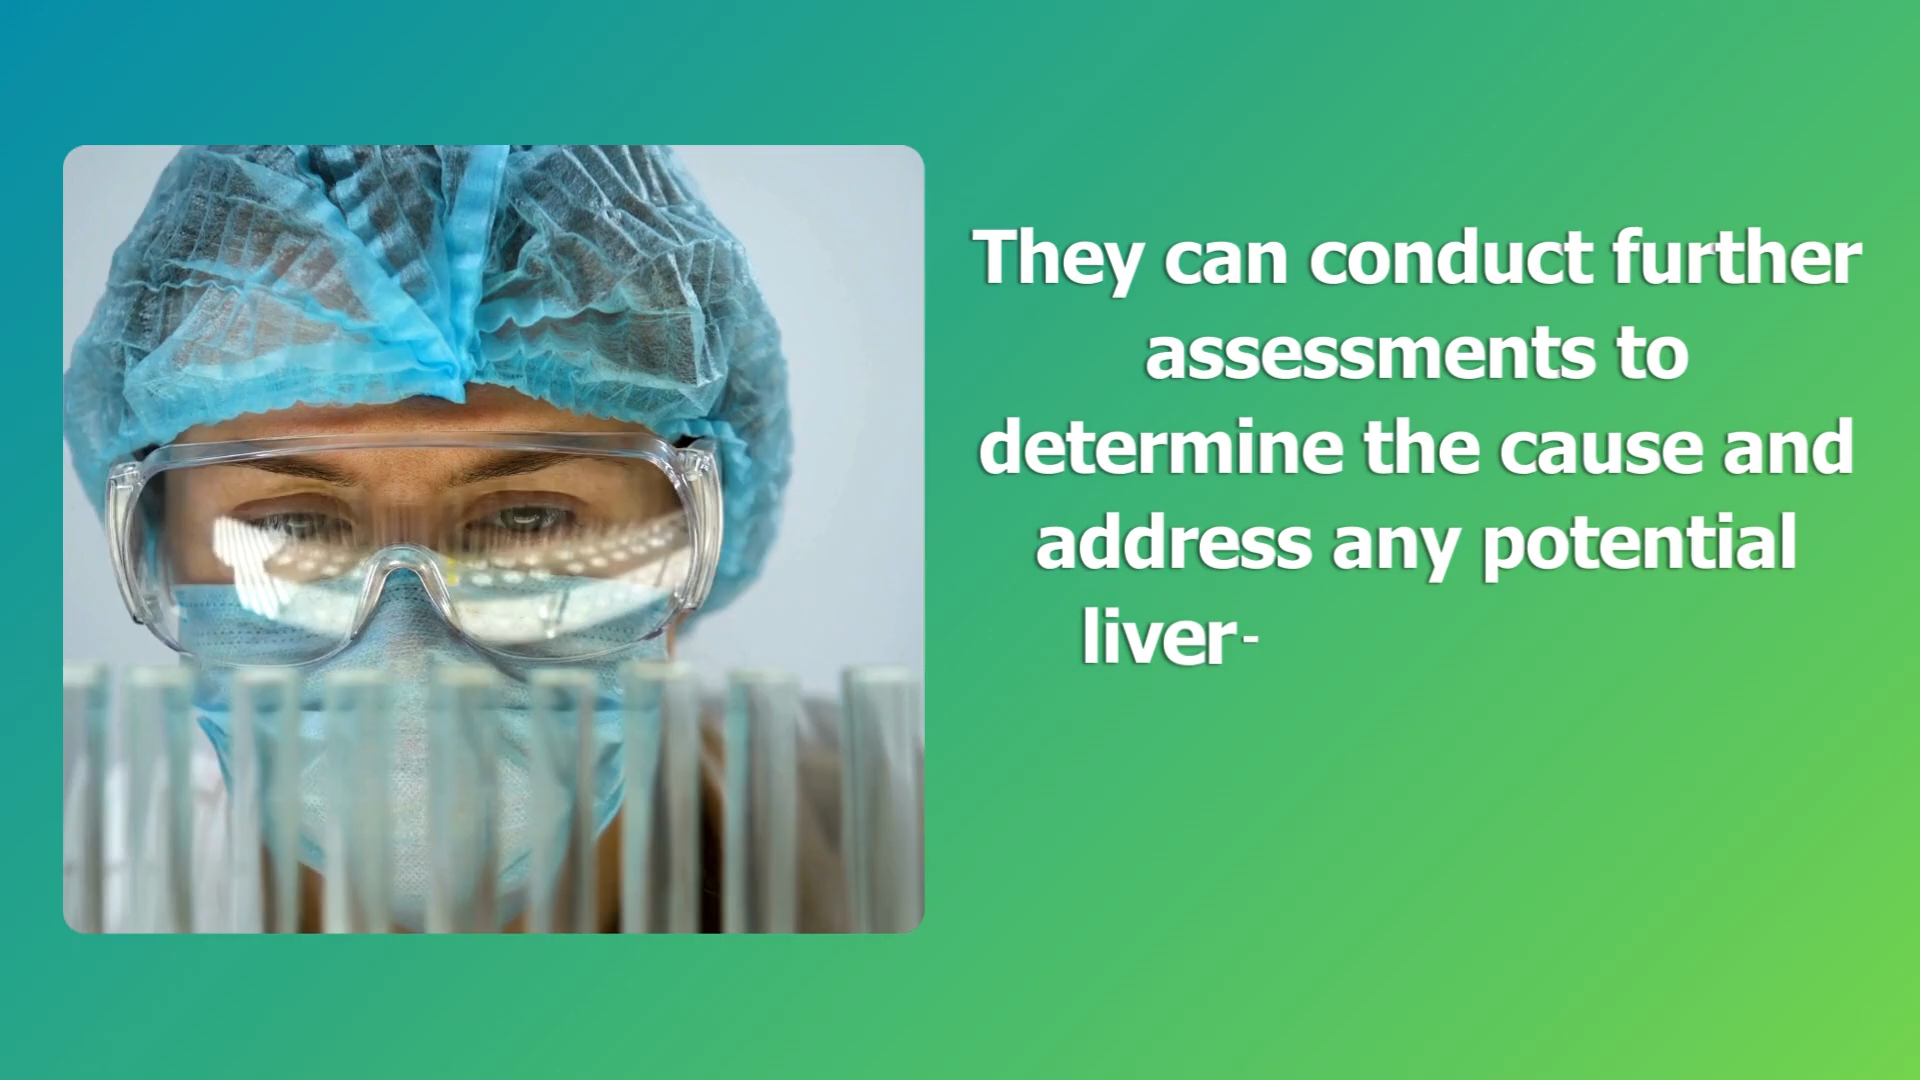 They can conduct further
assessments to
determine the cause and
address any potential
liver-